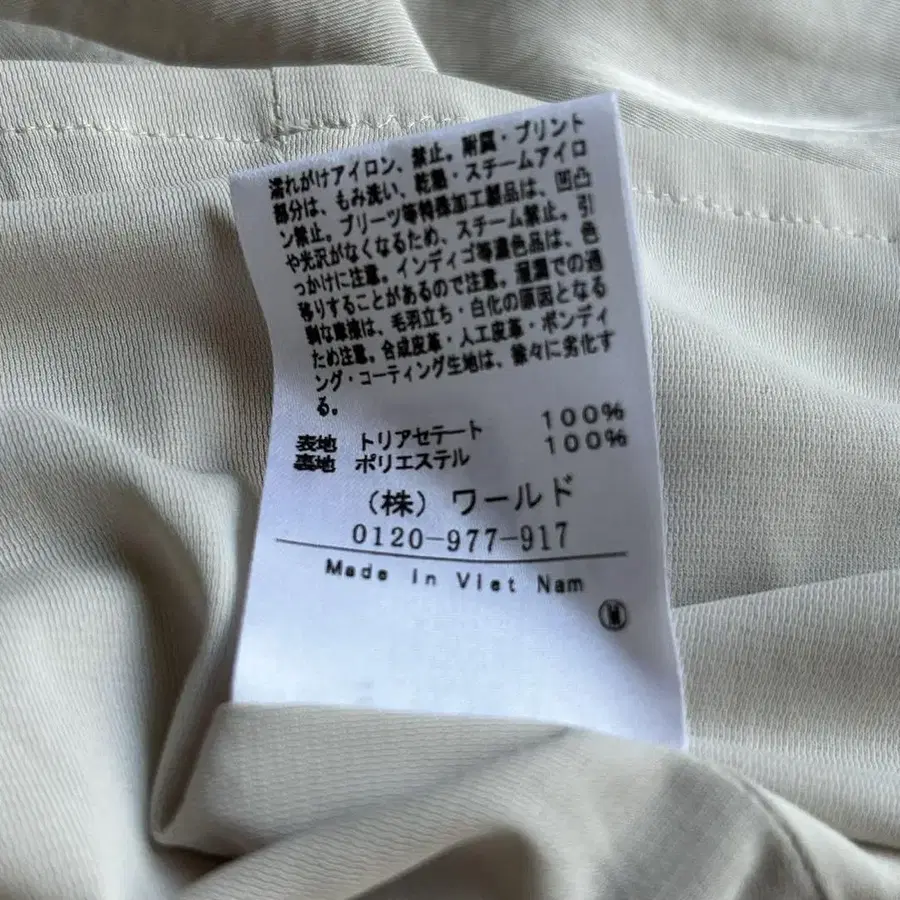 濡れがけアイロン、禁止。附属・プリント
部分は、もみ洗い、乾熱・スチームアイロ
ン禁止。プリーツ等特殊加工製品は、凹凸
や光沢がなくなるため、スチーム禁止。引
っかけに注意。インディゴ等濃色品は、色
移りすることがあるので注意。湿潤での過
剰な摩擦は、毛羽立ち・白化の原因となる
ため注意。合成皮革・人工皮革・ボンディ
ング・コーティング生地は、徐々に劣化す
る。
表地 トリアセテート 100%
裏地 ポリエステル 100%
(株) ワールド
0120-977-917
Made in Viet Nam